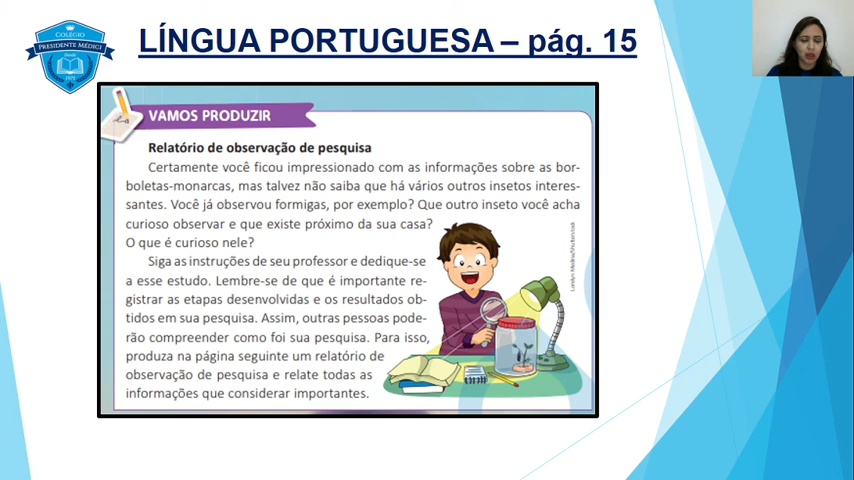 COLÉGIO
PRESIDENTE MÉDICI
LÍNGUA PORTUGUESA – pág. 15
VAMOS PRODUZIR
Relatório de observação de pesquisa
Certamente você ficou impressionado com as informações sobre as bor-
boletas-monarcas, mas talvez não saiba que há vários outros insetos interes-
santes. Você já observou formigas, por exemplo? Que outro inseto você acha
curioso observar e que existe próximo da sua casa?
O que é curioso nele?
Siga as instruções de seu professor e dedique-se
a esse estudo. Lembre-se de que é importante re-
gistrar as etapas desenvolvidas e os resultados ob-
tidos em sua pesquisa. Assim, outras pessoas pode-
rão compreender como foi sua pesquisa. Para isso,
produza na página seguinte um relatório de
observação de pesquisa e relate todas as
informações que considerar importantes.